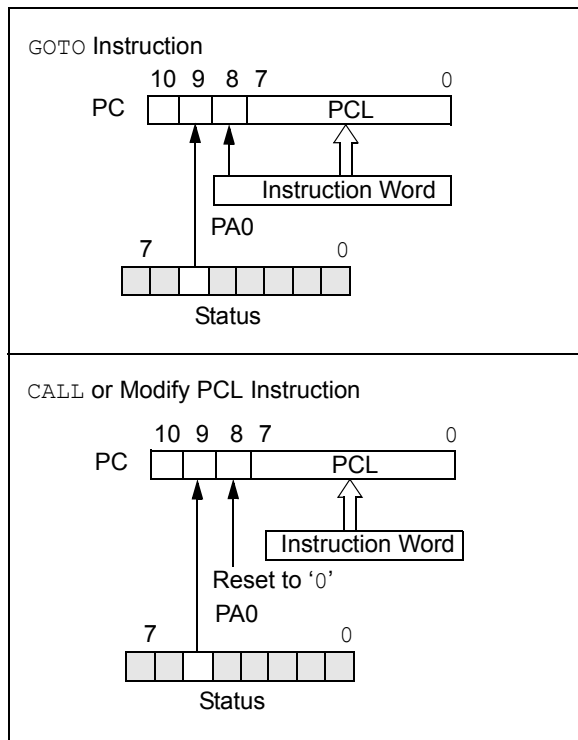 GOTO Instruction
10 9 8 7 0
PC PCL
Instruction Word
PA0
7 0
Status
CALL or Modify PCL Instruction
10 9 8 7 0
PC PCL
Instruction Word
Reset to ‘0’
PA0
7 0
Status